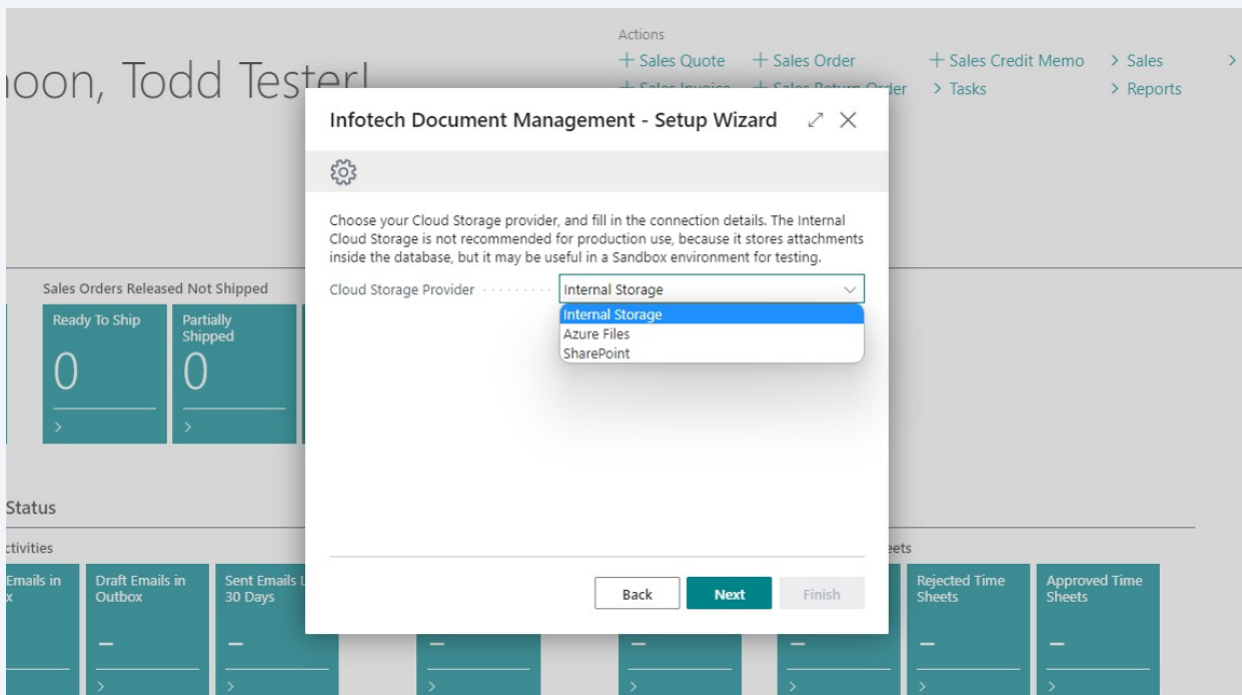 Actions
+ Sales Quote + Sales Order + Sales Credit Memo > Sales >
noon, Todd Tester!
+ Sales Invoice + Sales Return Order > Tasks > Reports
Infotech Document Management - Setup Wizard
Choose your Cloud Storage provider, and fill in the connection details. The Internal
Cloud Storage is not recommended for production use, because it stores attachments
inside the database, but it may be useful in a Sandbox environment for testing.
Cloud Storage Provider Internal Storage
Internal Storage
Azure Files
SharePoint
Sales Orders Released Not Shipped
Ready To Ship
0
>
Partially
Shipped
0
>
Back Next Finish
Status
ctivities
Emails in
x
Draft Emails in
Outbox
–
>
Sent Emails L
30 Days
–
>
–
>
–
>
eets
–
>
Rejected Time
Sheets
–
>
Approved Time
Sheets
–
>